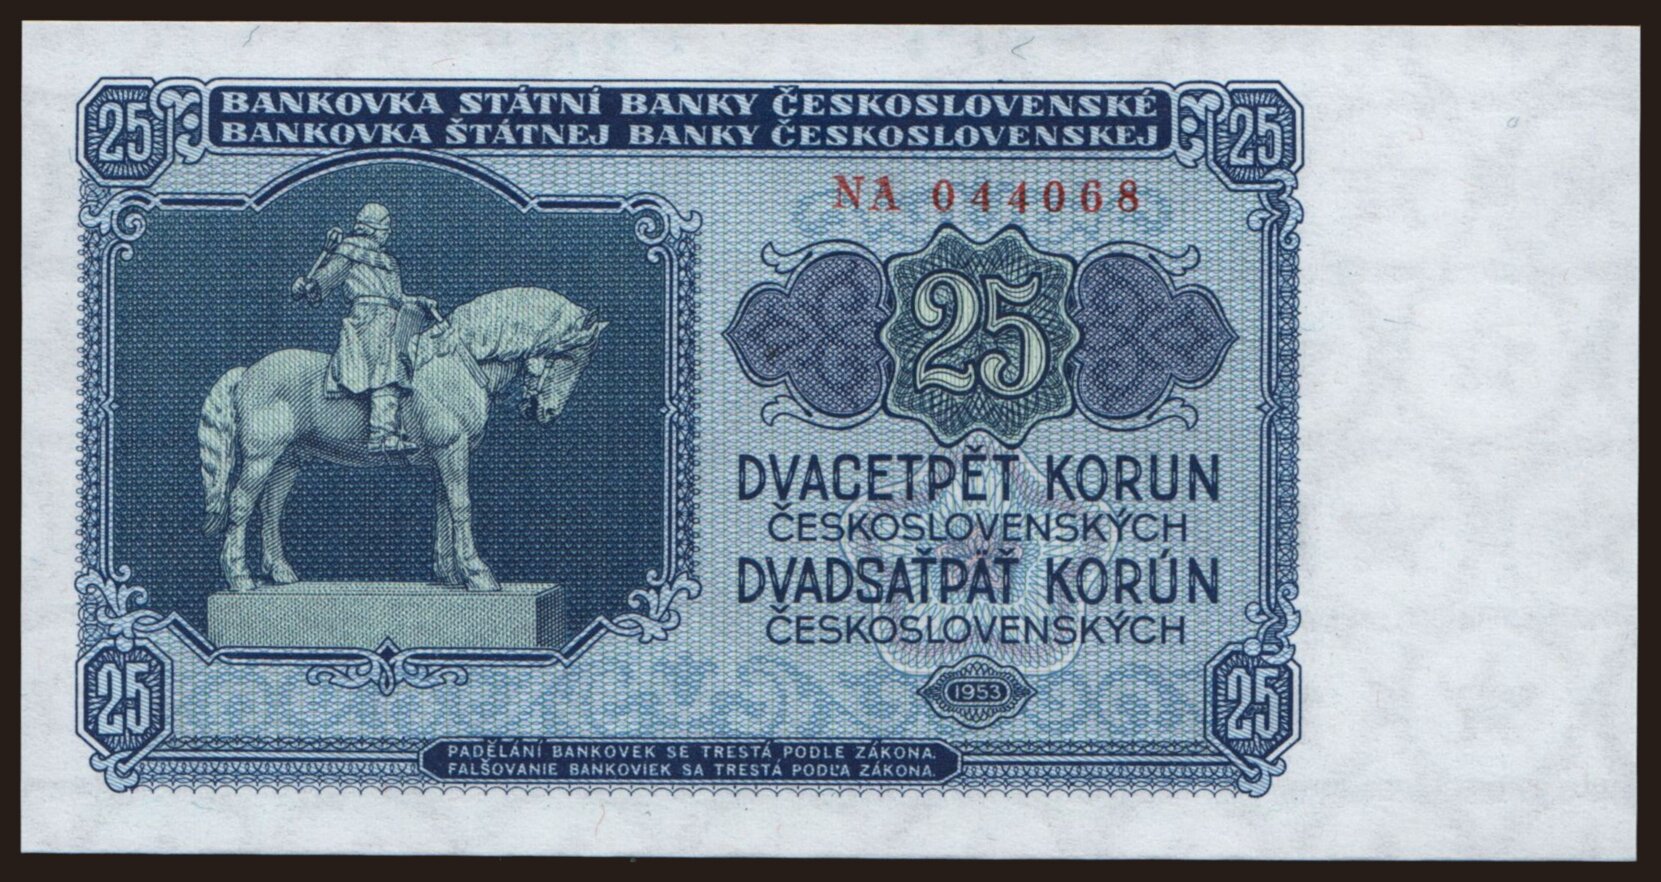 25
BANKOVKA STÁTNÍ BANKY ČESKOSLOVENSKÉ
BANKOVKA ŠTÁTNEJ BANKY ČESKOSLOVENSKEJ
25
NA 044068
25
DVACETPĚT KORUN
ČESKOSLOVENSKÝCH
DVADSAŤPÄŤ KORÚN
ČESKOSLOVENSKÝCH
1953
25
25
PADĚLÁNÍ BANKOVEK SE TRESTÁ PODLE ZÁKONA.
FALŠOVANIE BANKOVIEK SA TRESTÁ PODĽA ZÁKONA.